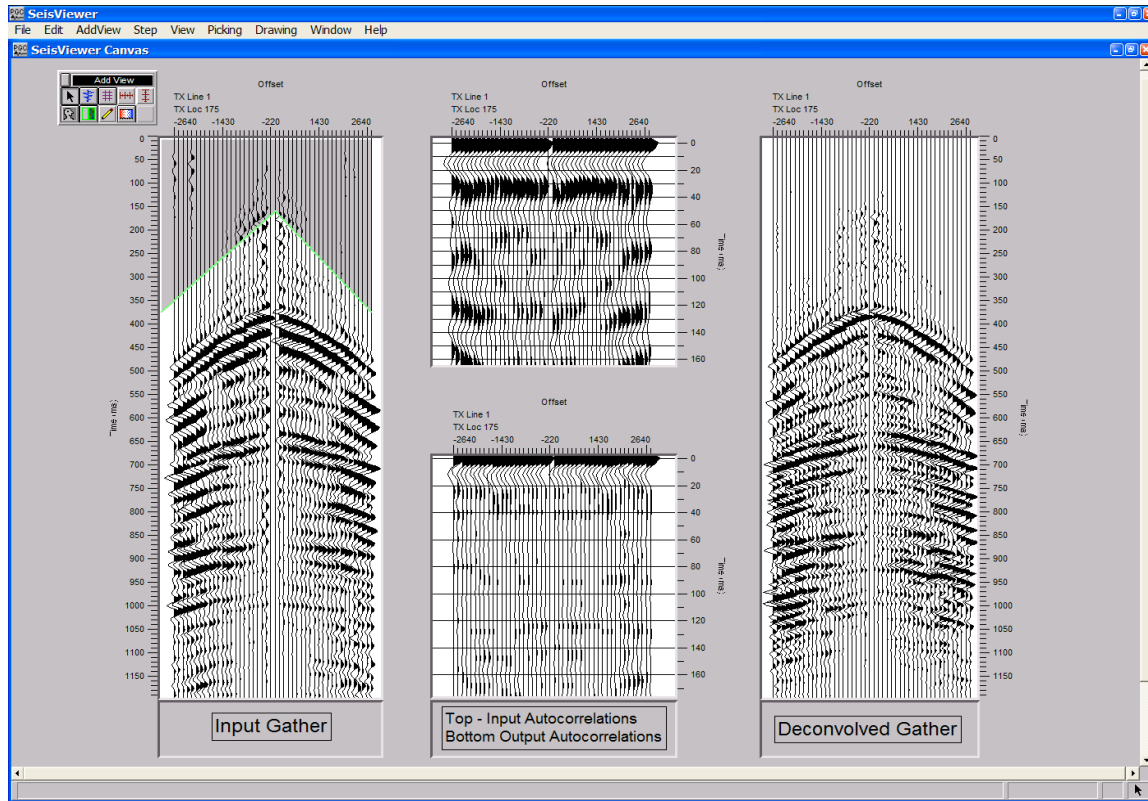 SeisViewer
File Edit AddView Step View Picking Drawing Window Help
SeisViewer Canvas
Add View
Offset
TX Line 1
TX Loc 175
-2640 -1430 -220 1430 2640
0
50
100
150
200
250
300
350
400
450
500
550
600
650
700
750
800
850
900
950
1000
1050
1100
1150
Time (ms)
Input Gather
Offset
TX Line 1
TX Loc 175
-2640 -1430 -220 1430 2640
0
20
40
60
80
100
120
140
160
Time (ms)
Offset
TX Line 1
TX Loc 175
-2640 -1430 -220 1430 2640
0
20
40
60
80
100
120
140
160
Time (ms)
Top - Input Autocorrelations
Bottom Output Autocorrelations
Offset
TX Line 1
TX Loc 175
-2640 -1430 -220 1430 2640
0
50
100
150
200
250
300
350
400
450
500
550
600
650
700
750
800
850
900
950
1000
1050
1100
1150
Time (ms)
Deconvolved Gather